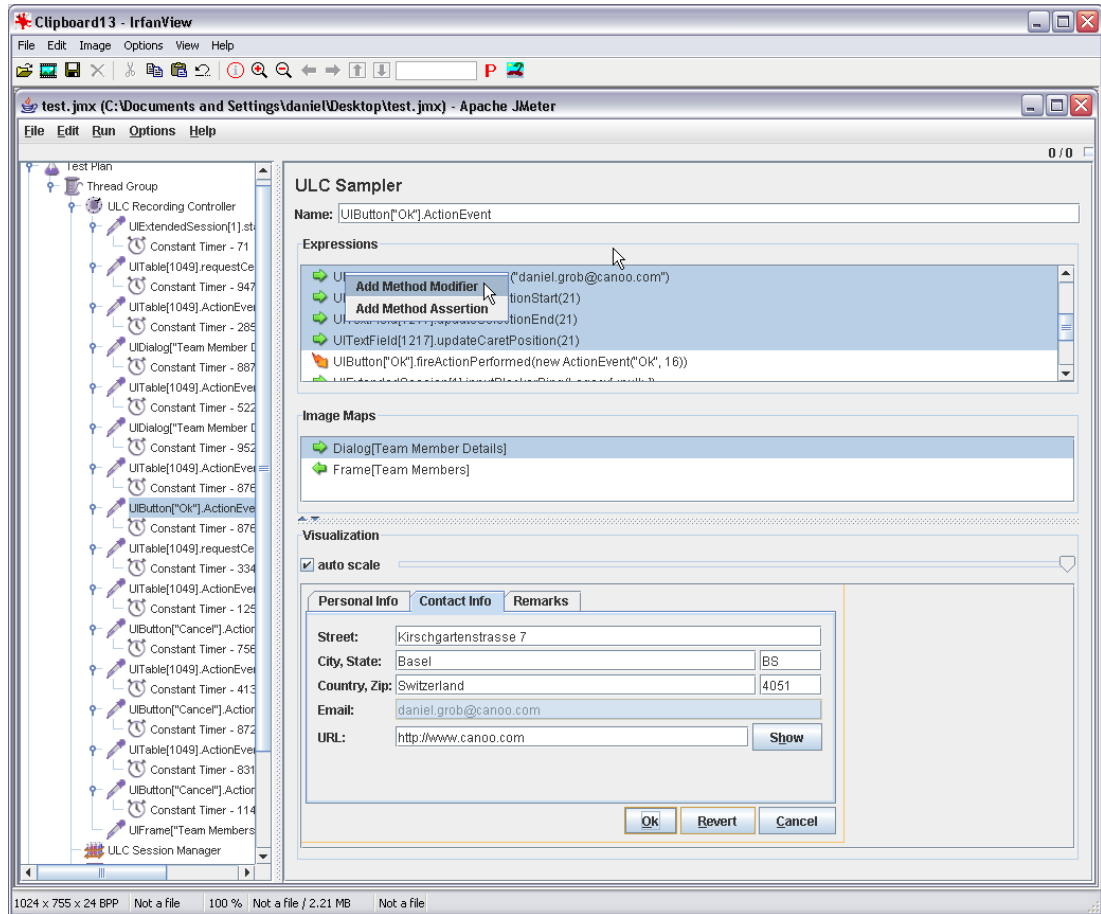 Clipboard13 - IrfanView
File Edit Image Options View Help
P
test.jmx (C:\Documents and Settings\daniel\Desktop\test.jmx) - Apache JMeter
File Edit Run Options Help
0 / 0
Test Plan
Thread Group
ULC Recording Controller
UIExtendedSession[1].sta
Constant Timer - 71
UITable[1049].requestCe
Constant Timer - 947
UITable[1049].ActionEve
Constant Timer - 285
UIDialog["Team Member D
Constant Timer - 887
UITable[1049].ActionEve
Constant Timer - 522
UIDialog["Team Member D
Constant Timer - 952
UITable[1049].ActionEve
Constant Timer - 876
UIButton["Ok"].ActionEve
Constant Timer - 876
UITable[1049].requestCe
Constant Timer - 334
UITable[1049].ActionEve
Constant Timer - 125
UIButton["Cancel"].Action
Constant Timer - 756
UITable[1049].ActionEve
Constant Timer - 413
UIButton["Cancel"].Action
Constant Timer - 872
UITable[1049].ActionEve
Constant Timer - 831
UIButton["Cancel"].Action
Constant Timer - 114
UIFrame["Team Members
ULC Session Manager
ULC Sampler
Name: UIButton["Ok"].ActionEvent
Expressions
("daniel.grob@canoo.com")
Add Method Modifier
tionStart(21)
Add Method Assertion
tionEnd(21)
UITextField[1217].updateCaretPosition(21)
UIButton["Ok"].fireActionPerformed(new ActionEvent("Ok", 16))
Image Maps
Dialog[Team Member Details]
Frame[Team Members]
Visualization
auto scale
Personal Info Contact Info Remarks
Street: Kirschgartenstrasse 7
City, State: Basel BS
Country, Zip: Switzerland 4051
Email: daniel.grob@canoo.com
URL: http://www.canoo.com Show
Ok Revert Cancel
1024 x 755 x 24 BPP Not a file 100 % Not a file / 2.21 MB Not a file